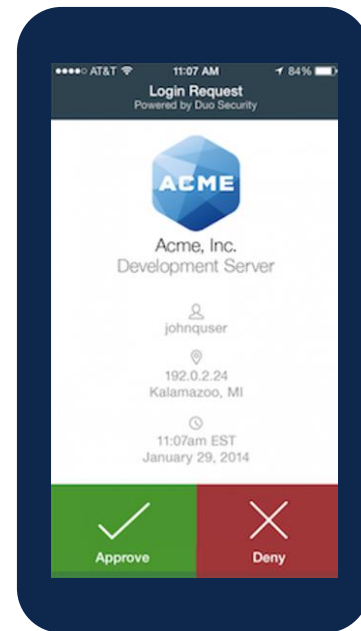 AT&T 11:07 AM 84%
Login Request
Powered by Duo Security
ACME
Acme, Inc.
Development Server
johnquser
192.0.2.24
Kalamazoo, MI
11:07am EST
January 29, 2014
Approve Deny